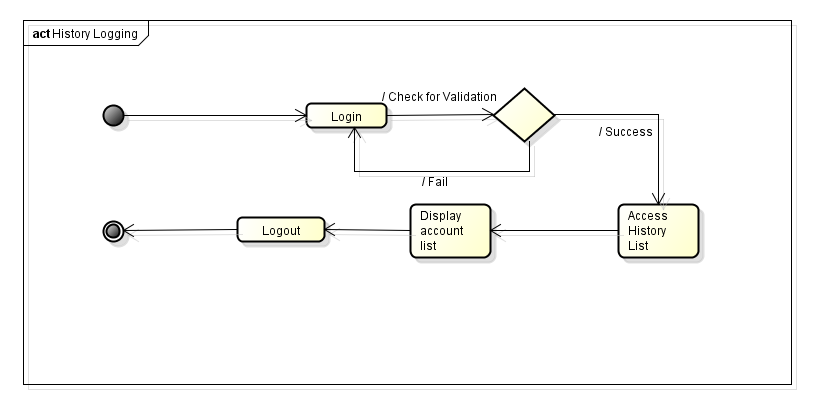 act History Logging
/ Check for Validation
Login
/ Success
/ Fail
Display
account
list
Access
History
List
Logout